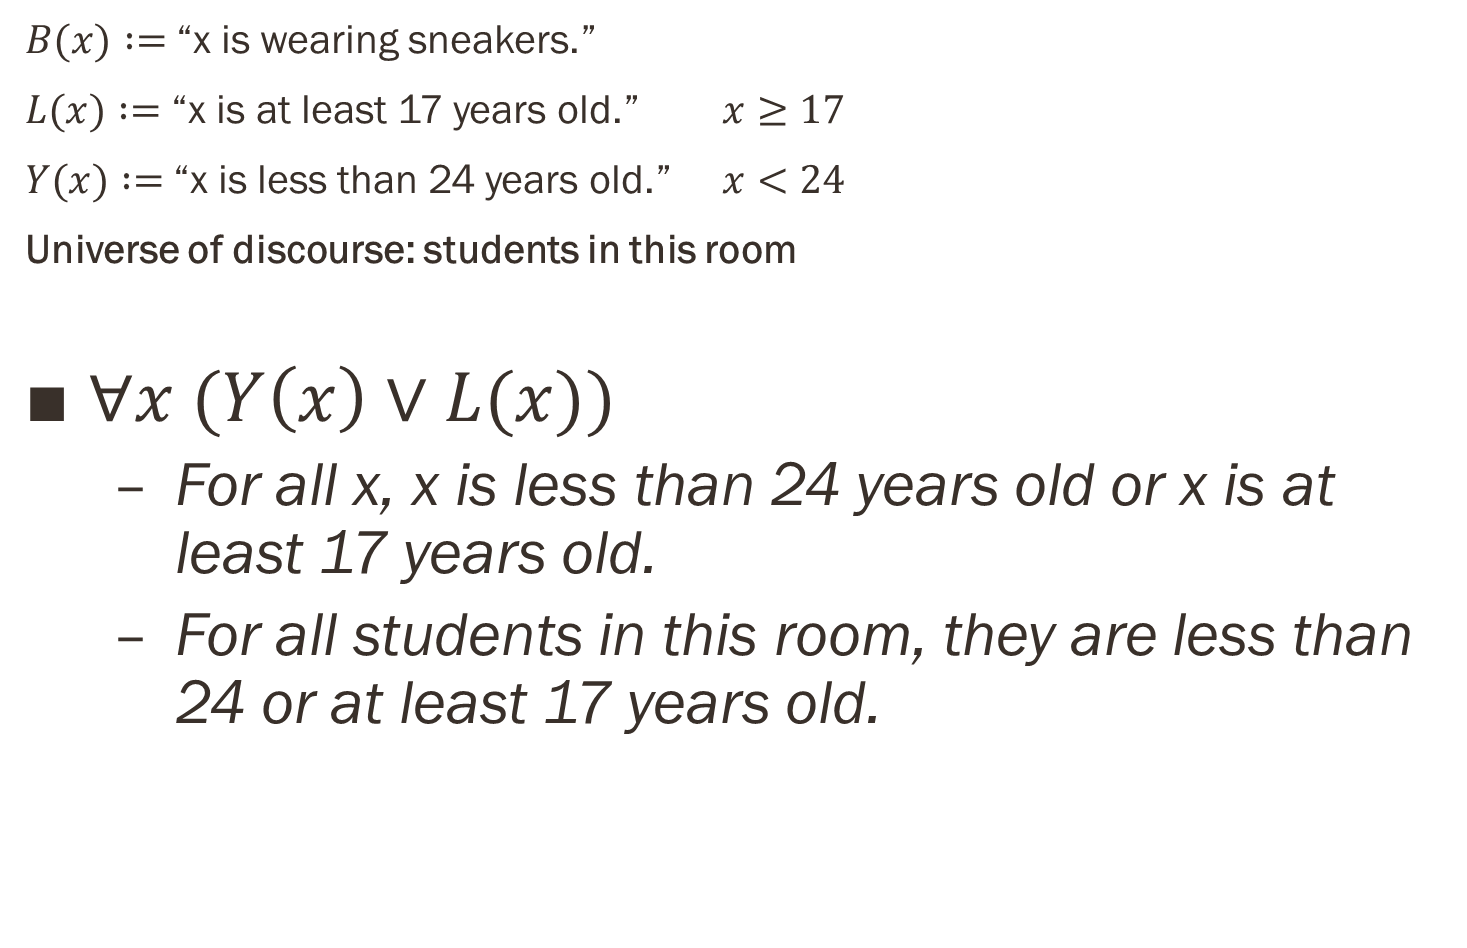 B(x) := “x is wearing sneakers.”
L(x) := “x is at least 17 years old.” x ≥ 17
Y(x) := “x is less than 24 years old.” x < 24
Universe of discourse: students in this room
■ ∀x (Y(x) ∨ L(x))
– For all x, x is less than 24 years old or x is at
least 17 years old.
– For all students in this room, they are less than
24 or at least 17 years old.